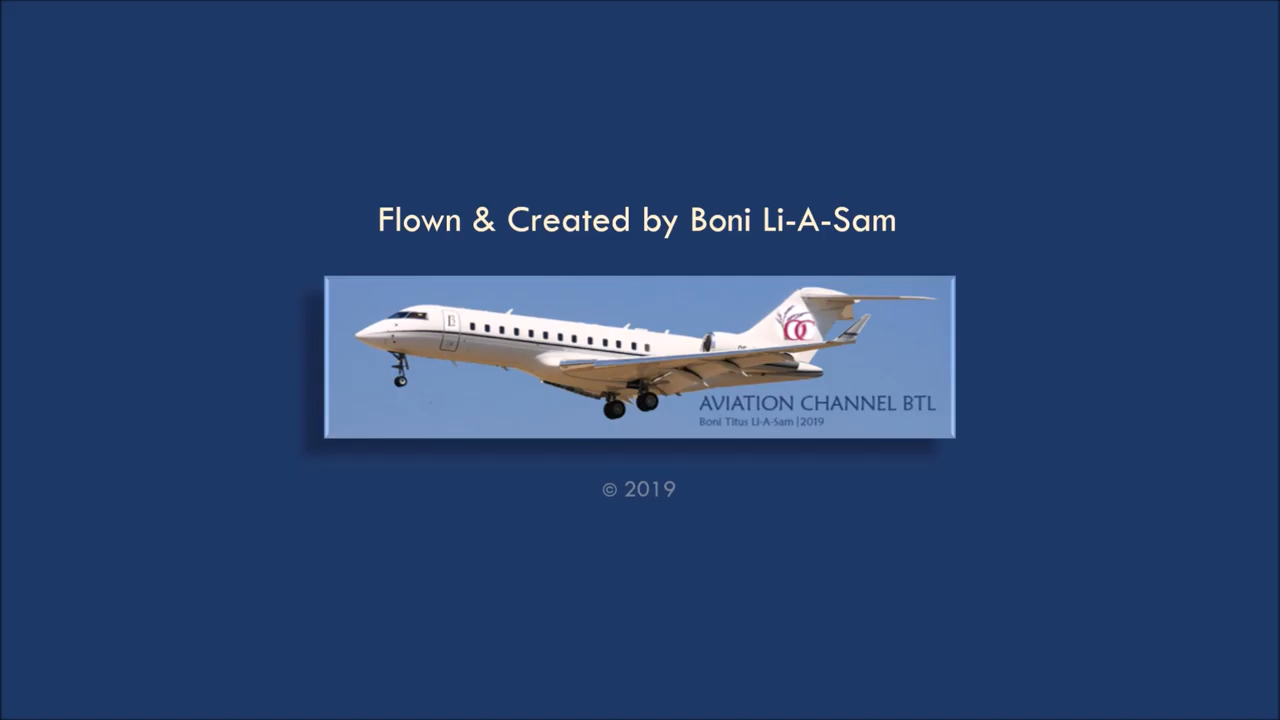 Flown & Created by Boni Li-A-Sam
AVIATION CHANNEL BTL
Boni Titus Li-A-Sam | 2019
© 2019